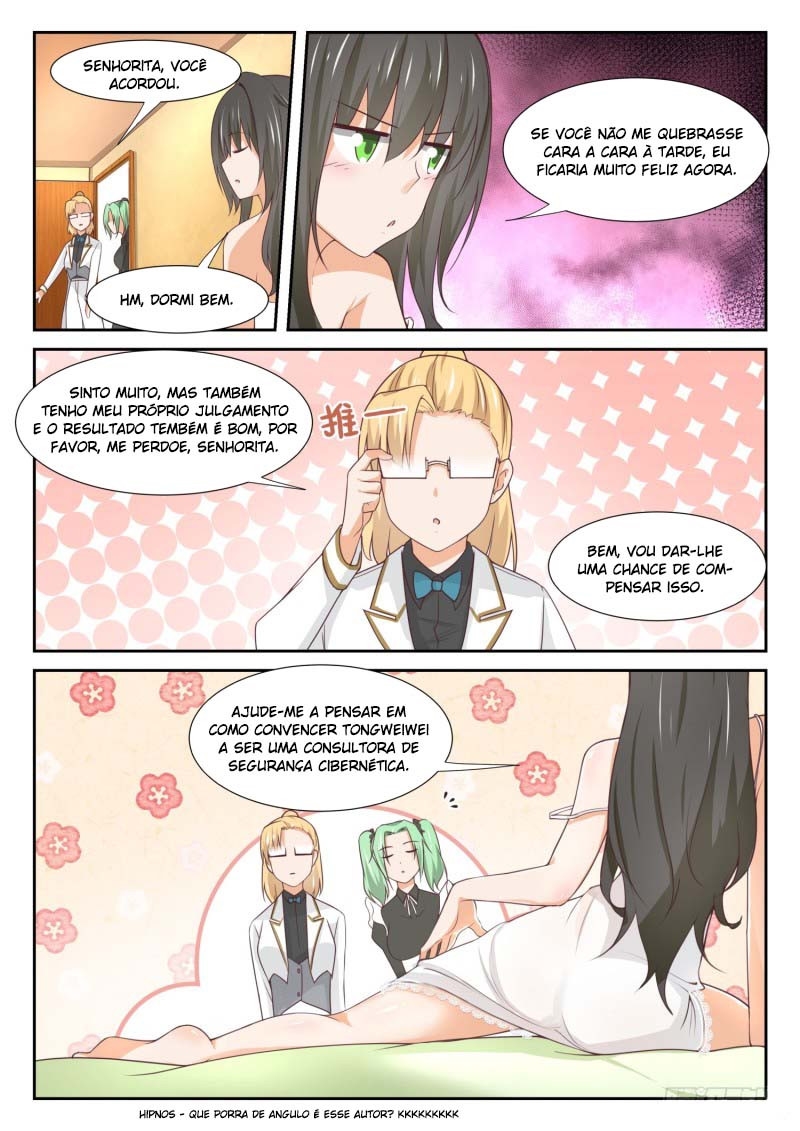 SENHORITA, VOCÊ
ACORDOU.
HM, DORMI BEM.
SE VOCÊ NÃO ME QUEBRASSE
CARA A CARA À TARDE, EU
FICARIA MUITO FELIZ AGORA.
SINTO MUITO, MAS TAMBÉM
TENHO MEU PRÓPRIO JULGAMENTO
E O RESULTADO TEMBÉM É BOM, POR
FAVOR, ME PERDOE, SENHORITA.
推一
BEM, VOU DAR-LHE
UMA CHANCE DE COM-
PENSAR ISSO.
AJUDE-ME A PENSAR EM
COMO CONVENCER TONGWEIWEI
A SER UMA CONSULTORA DE
SEGURANÇA CIBERNÉTICA.
HIPNOS - QUE PORRA DE ANGULO É ESSE AUTOR? KKKKKKKKK